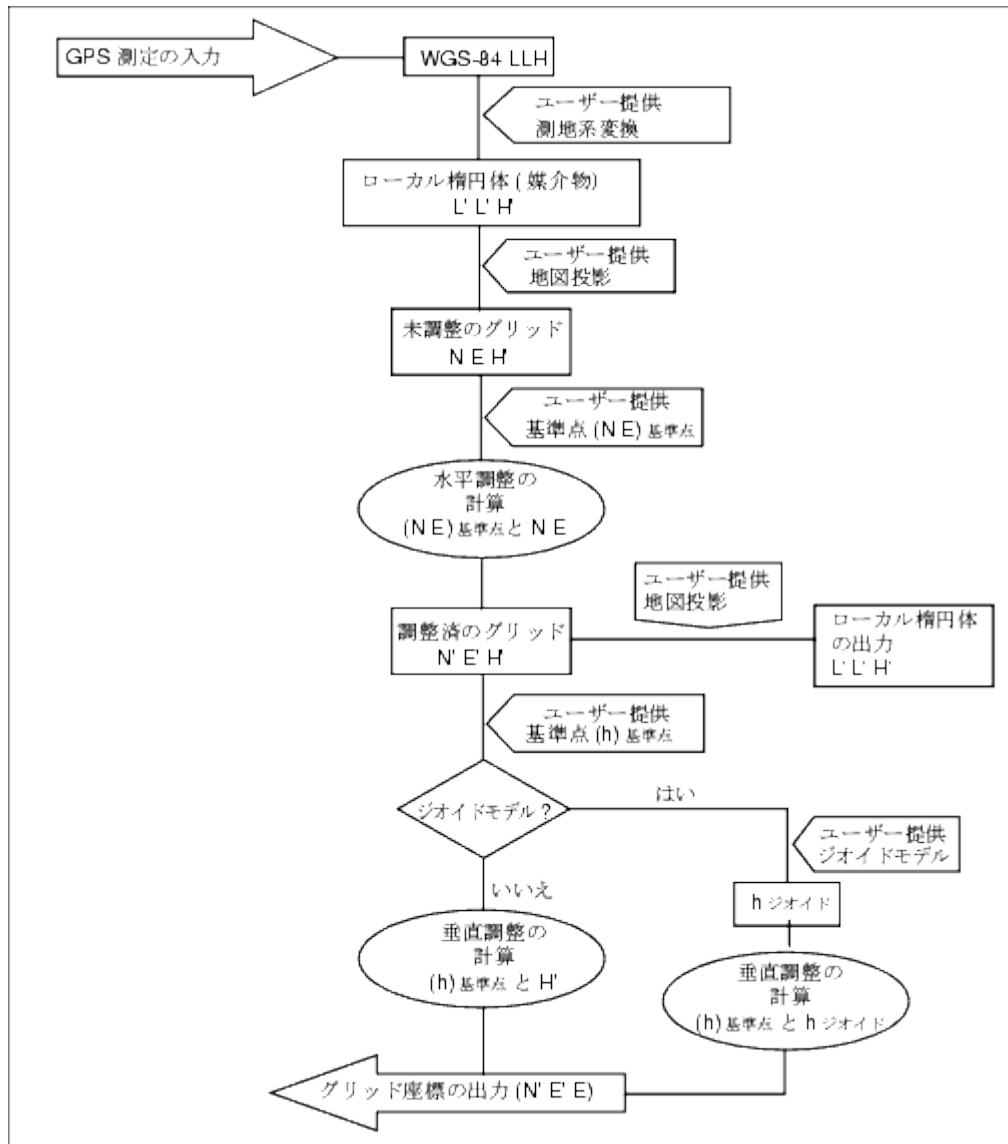 GPS 測定の入力
WGS-84 LLH
ユーザー提供
測地系変換
ローカル楕円体 ( 媒介物)
L' L' H'
ユーザー提供
地図投影
未調整のグリッド
N E H'
ユーザー提供
基準点 (N E) 基準点
水平調整の
計算
(N E) 基準点 と N E
ユーザー提供
地図投影
調整済のグリッド
N' E' H'
ローカル楕円体
の出力
L' L' H'
ユーザー提供
基準点 (h) 基準点
ジオイドモデル ?
はい
ユーザー提供
ジオイドモデル
いいえ
h ジオイド
垂直調整の
計算
(h) 基準点 と H'
垂直調整の
計算
(h) 基準点 と h ジオイド
グリッド座標の出力 (N' E' E)